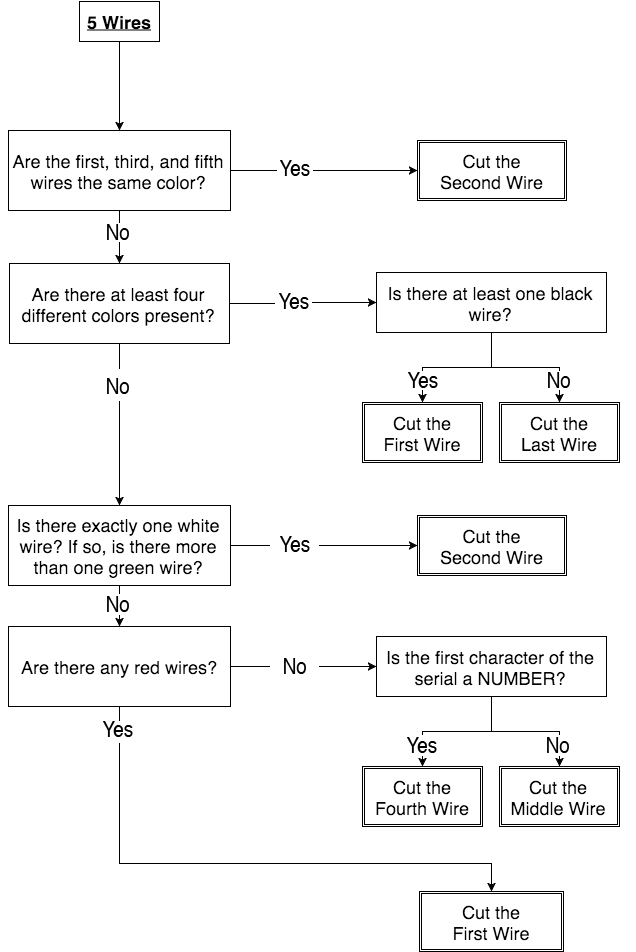 5 Wires
Are the first, third, and fifth
wires the same color?
Yes
Cut the
Second Wire
No
Are there at least four
different colors present?
Yes
Is there at least one black
wire?
No
Yes
No
Cut the
First Wire
Cut the
Last Wire
Is there exactly one white
wire? If so, is there more
than one green wire?
Yes
Cut the
Second Wire
No
Are there any red wires?
No
Is the first character of the
serial a NUMBER?
Yes
Yes
No
Cut the
Fourth Wire
Cut the
Middle Wire
Cut the
First Wire